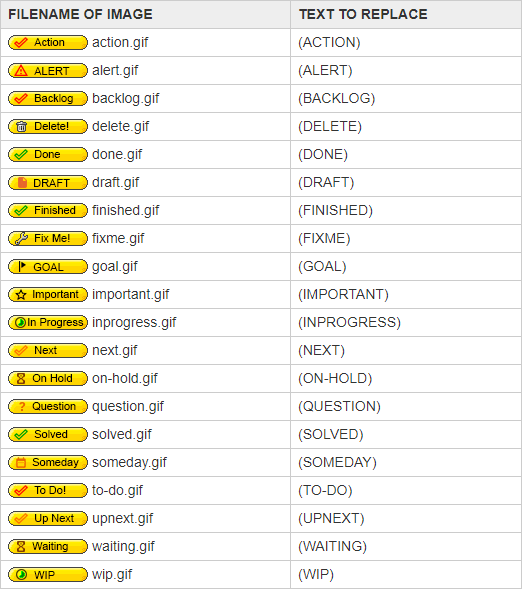 FILENAME OF IMAGE TEXT TO REPLACE
Action action.gif (ACTION)
ALERT alert.gif (ALERT)
Backlog backlog.gif (BACKLOG)
Delete! delete.gif (DELETE)
Done done.gif (DONE)
DRAFT draft.gif (DRAFT)
Finished finished.gif (FINISHED)
Fix Me! fixme.gif (FIXME)
GOAL goal.gif (GOAL)
Important important.gif (IMPORTANT)
In Progress inprogress.gif (INPROGRESS)
Next next.gif (NEXT)
On Hold on-hold.gif (ON-HOLD)
? Question question.gif (QUESTION)
Solved solved.gif (SOLVED)
Someday someday.gif (SOMEDAY)
To Do! to-do.gif (TO-DO)
Up Next upnext.gif (UPNEXT)
Waiting waiting.gif (WAITING)
WIP wip.gif (WIP)